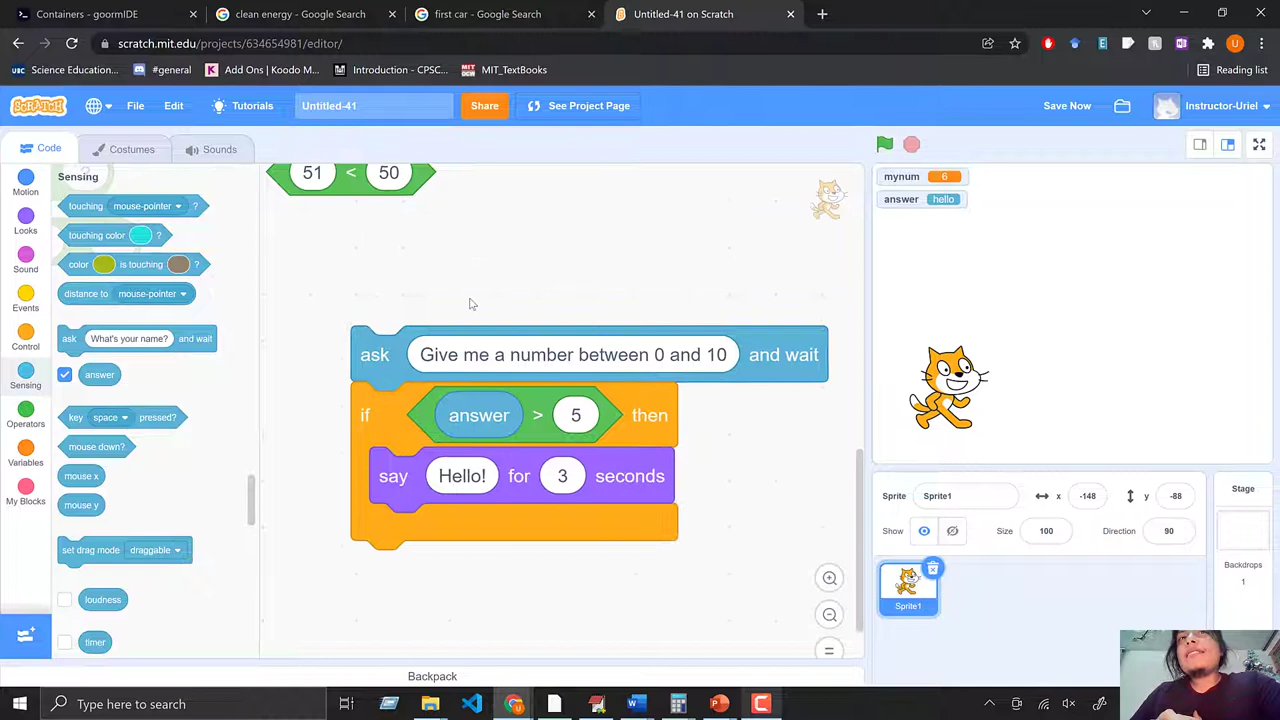 Containers - goormIDE
clean energy - Google Search
first car - Google Search
Untitled-41 on Scratch
scratch.mit.edu/projects/634654981/editor/
Science Education...
#general
Add Ons | Koodo M...
Introduction - CPSC...
MIT_TextBooks
Reading list
SCRATCH
File
Edit
Tutorials
Untitled-41
Share
See Project Page
Save Now
Instructor-Uriel
Code
Costumes
Sounds
Motion
Looks
Sound
Events
Control
Sensing
Operators
Variables
My Blocks
Sensing
touching mouse-pointer ?
touching color ?
color is touching ?
distance to mouse-pointer
ask What's your name? and wait
answer
key space pressed?
mouse down?
mouse x
mouse y
set drag mode draggable
loudness
timer
51 < 50
ask Give me a number between 0 and 10 and wait
if answer > 5 then
say Hello! for 3 seconds
Backpack
mynum 6
answer hello
Sprite Sprite1 x -148 y -88
Show Size 100 Direction 90
Sprite1
Stage
Backdrops
1
Type here to search